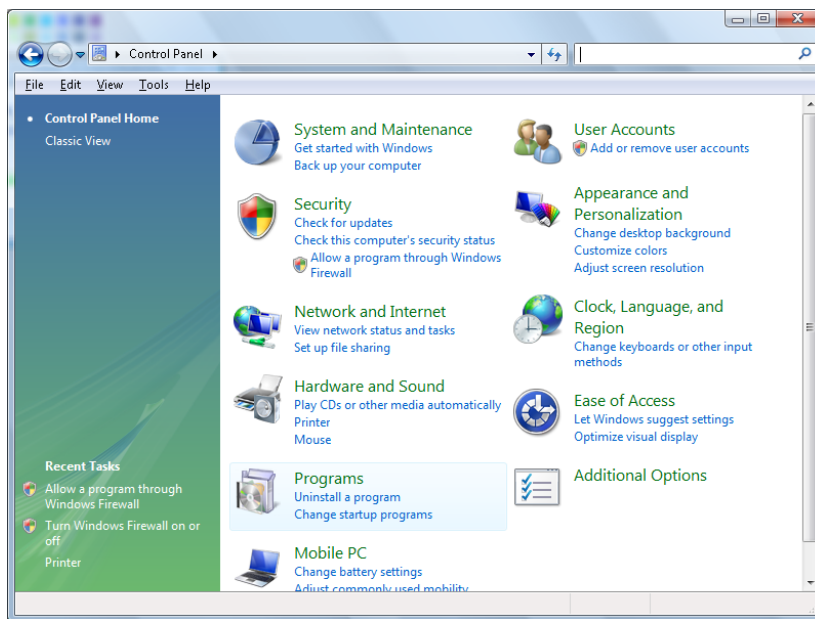 Control Panel
File Edit View Tools Help
Control Panel Home
Classic View
System and Maintenance
Get started with Windows
Back up your computer
Security
Check for updates
Check this computer's security status
Allow a program through Windows
Firewall
Network and Internet
View network status and tasks
Set up file sharing
Hardware and Sound
Play CDs or other media automatically
Printer
Mouse
Programs
Uninstall a program
Change startup programs
Mobile PC
Change battery settings
Adjust commonly used mobility
User Accounts
Add or remove user accounts
Appearance and
Personalization
Change desktop background
Customize colors
Adjust screen resolution
Clock, Language, and
Region
Change keyboards or other input
methods
Ease of Access
Let Windows suggest settings
Optimize visual display
Additional Options
Recent Tasks
Allow a program through
Windows Firewall
Turn Windows Firewall on or
off
Printer